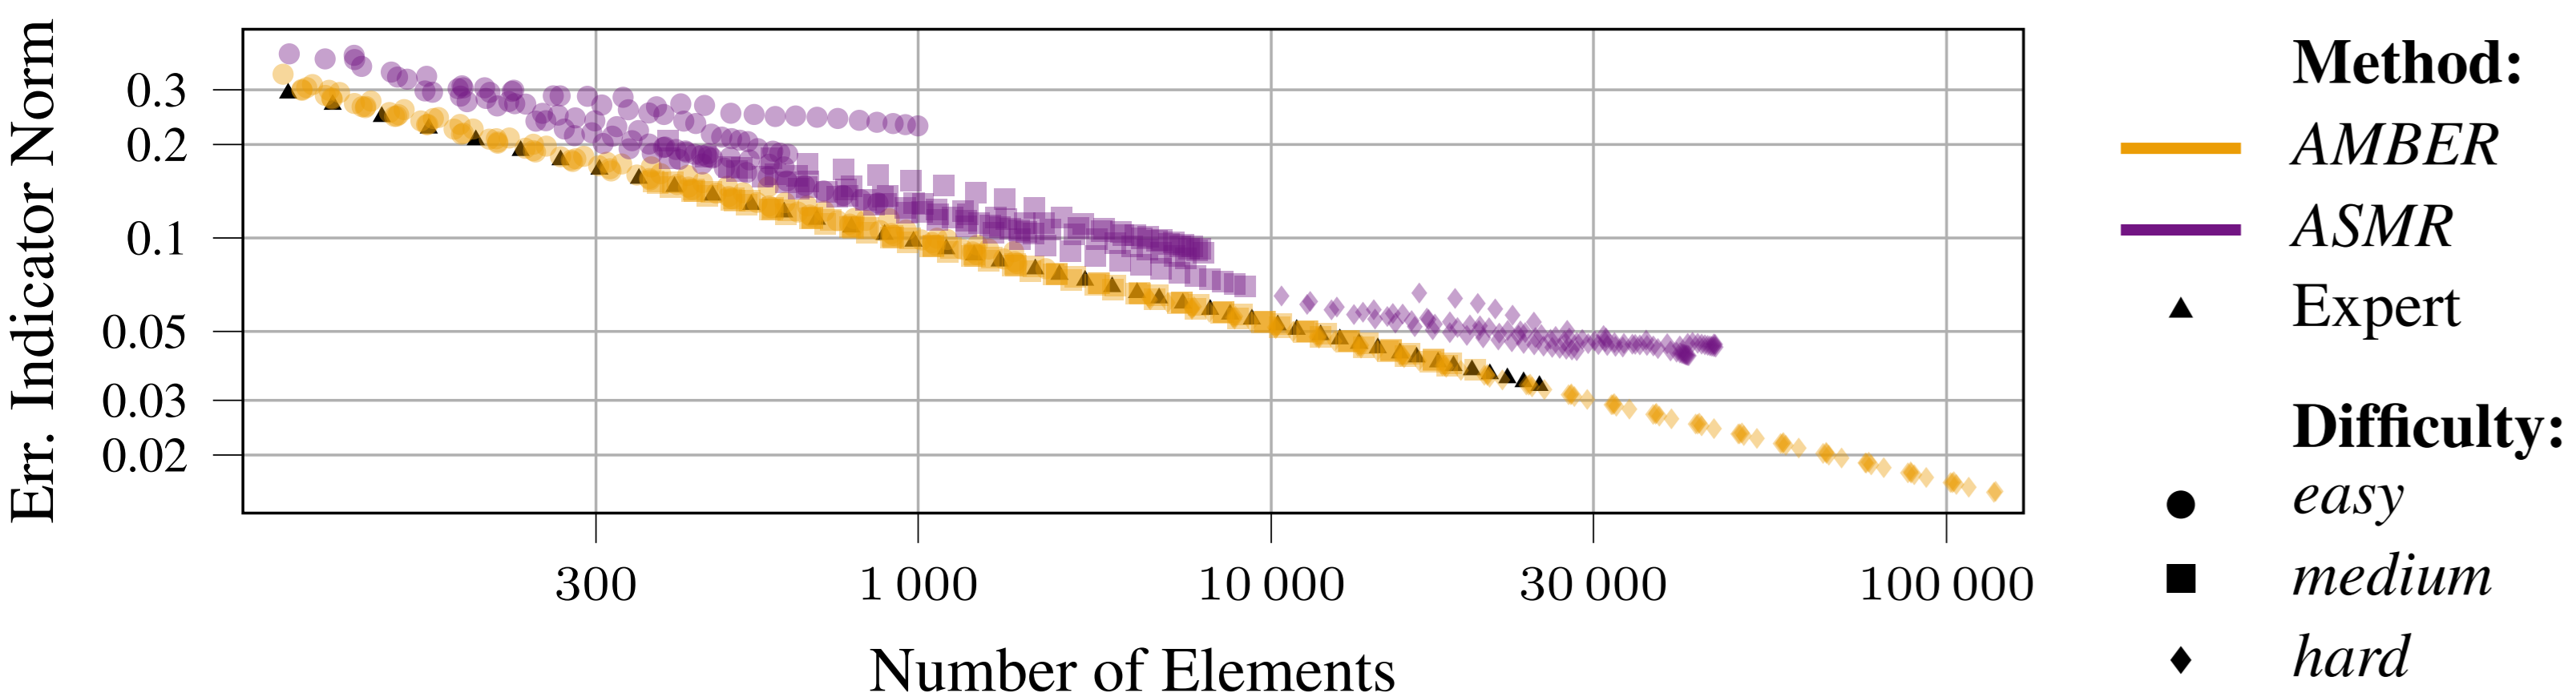 Err. Indicator Norm
0.3
0.2
0.1
0.05
0.03
0.02
300
1 000
10 000
30 000
100 000
Number of Elements
Method:
AMBER
ASMR
Expert
Difficulty:
easy
medium
hard